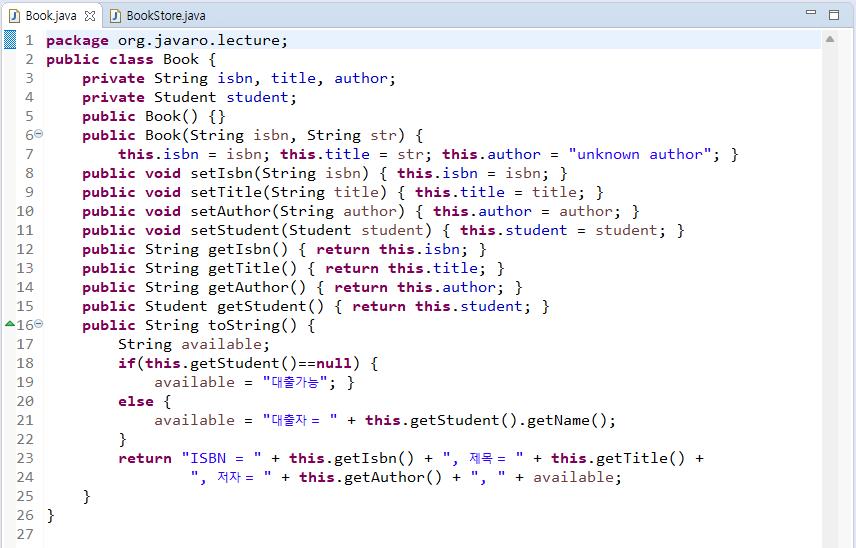 Book.java
BookStore.java
1 package org.javaro.lecture;
2 public class Book {
3     private String isbn, title, author;
4     private Student student;
5     public Book() {}
6     public Book(String isbn, String str) {
7         this.isbn = isbn; this.title = str; this.author = "unknown author"; }
8     public void setIsbn(String isbn) { this.isbn = isbn; }
9     public void setTitle(String title) { this.title = title; }
10     public void setAuthor(String author) { this.author = author; }
11     public void setStudent(Student student) { this.student = student; }
12     public String getIsbn() { return this.isbn; }
13     public String getTitle() { return this.title; }
14     public String getAuthor() { return this.author; }
15     public Student getStudent() { return this.student; }
16     public String toString() {
17         String available;
18         if(this.getStudent()==null) {
19             available = "대출가능"; }
20         else {
21             available = "대출자 = " + this.getStudent().getName();
22         }
23         return "ISBN = " + this.getIsbn() + ", 제목 = " + this.getTitle() +
24                 ", 저자 = " + this.getAuthor() + ", " + available;
25     }
26 }
27